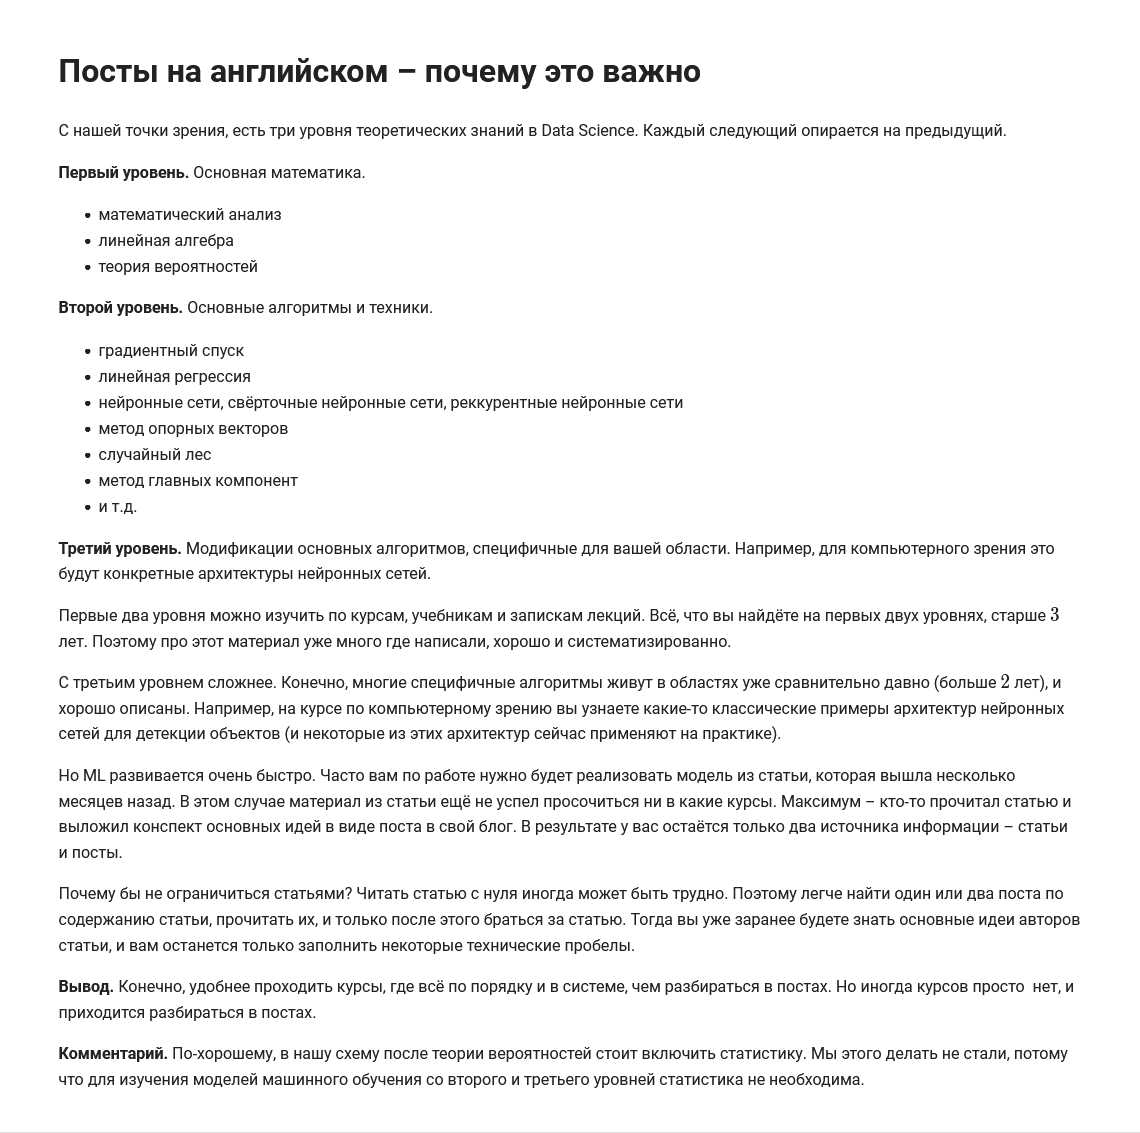 Посты на английском – почему это важно
С нашей точки зрения, есть три уровня теоретических знаний в Data Science. Каждый следующий опирается на предыдущий.
Первый уровень. Основная математика.
• математический анализ
• линейная алгебра
• теория вероятностей
Второй уровень. Основные алгоритмы и техники.
• градиентный спуск
• линейная регрессия
• нейронные сети, свёрточные нейронные сети, реккурентные нейронные сети
• метод опорных векторов
• случайный лес
• метод главных компонент
• и т.д.
Третий уровень. Модификации основных алгоритмов, специфичные для вашей области. Например, для компьютерного зрения это
будут конкретные архитектуры нейронных сетей.
Первые два уровня можно изучить по курсам, учебникам и запискам лекций. Всё, что вы найдёте на первых двух уровнях, старше 3
лет. Поэтому про этот материал уже много где написали, хорошо и систематизированно.
С третьим уровнем сложнее. Конечно, многие специфичные алгоритмы живут в областях уже сравнительно давно (больше 2 лет), и
хорошо описаны. Например, на курсе по компьютерному зрению вы узнаете какие-то классические примеры архитектур нейронных
сетей для детекции объектов (и некоторые из этих архитектур сейчас применяют на практике).
Но ML развивается очень быстро. Часто вам по работе нужно будет реализовать модель из статьи, которая вышла несколько
месяцев назад. В этом случае материал из статьи ещё не успел просочиться ни в какие курсы. Максимум – кто-то прочитал статью и
выложил конспект основных идей в виде поста в свой блог. В результате у вас остаётся только два источника информации – статьи
и посты.
Почему бы не ограничиться статьями? Читать статью с нуля иногда может быть трудно. Поэтому легче найти один или два поста по
содержанию статьи, прочитать их, и только после этого браться за статью. Тогда вы уже заранее будете знать основные идеи авторов
статьи, и вам останется только заполнить некоторые технические пробелы.
Вывод. Конечно, удобнее проходить курсы, где всё по порядку и в системе, чем разбираться в постах. Но иногда курсов просто  нет, и
приходится разбираться в постах.
Комментарий. По-хорошему, в нашу схему после теории вероятностей стоит включить статистику. Мы этого делать не стали, потому
что для изучения моделей машинного обучения со второго и третьего уровней статистика не необходима.